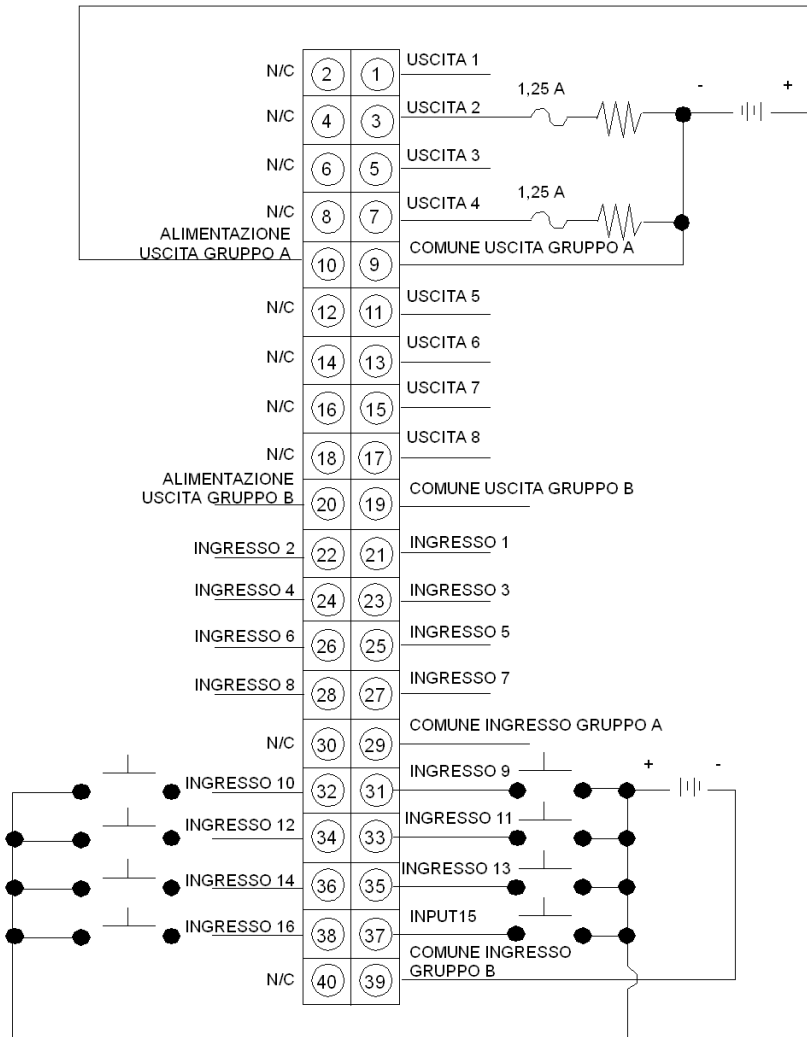 USCITA 1
N/C 2 1
1,25 A - +
USCITA 2
N/C 4 3
USCITA 3
N/C 6 5
1,25 A
USCITA 4
N/C 8 7
ALIMENTAZIONE
USCITA GRUPPO A 10 9 COMUNE USCITA GRUPPO A
USCITA 5
N/C 12 11
USCITA 6
N/C 14 13
USCITA 7
N/C 16 15
USCITA 8
N/C 18 17
ALIMENTAZIONE
USCITA GRUPPO B 20 19 COMUNE USCITA GRUPPO B
INGRESSO 2 22 21 INGRESSO 1
INGRESSO 4 24 23 INGRESSO 3
INGRESSO 6 26 25 INGRESSO 5
INGRESSO 8 28 27 INGRESSO 7
COMUNE INGRESSO GRUPPO A
N/C 30 29
INGRESSO 10 32 31 INGRESSO 9 + -
INGRESSO 12 34 33 INGRESSO 11
INGRESSO 14 36 35 INGRESSO 13
INGRESSO 16 38 37 INPUT15
COMUNE INGRESSO
GRUPPO B
N/C 40 39